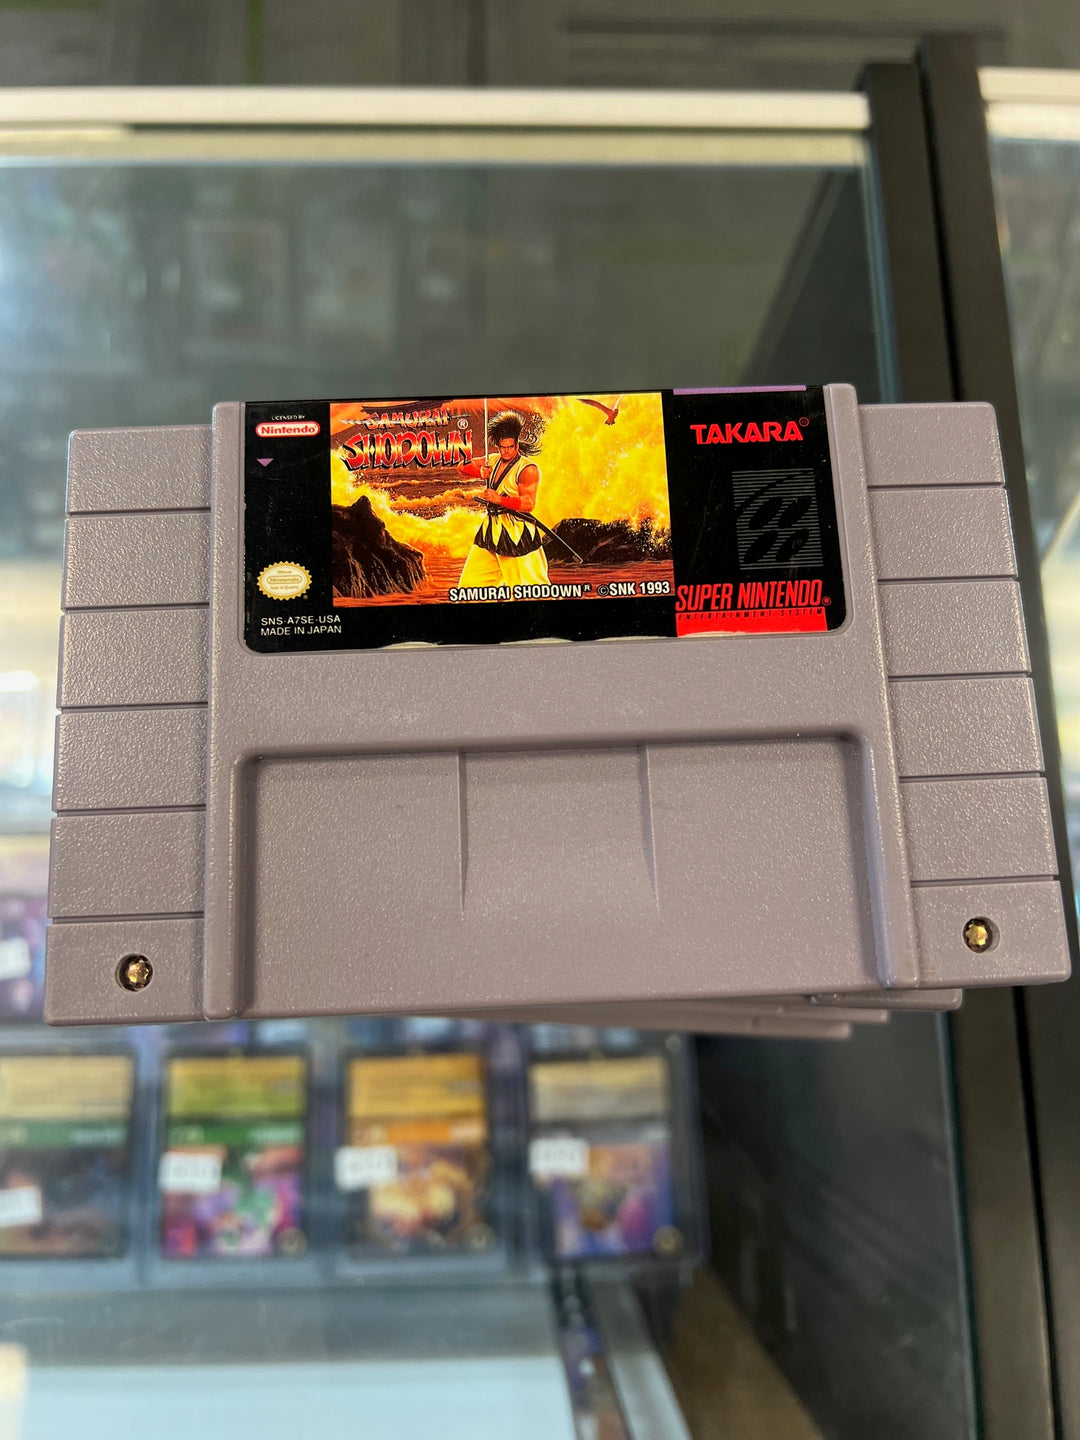 LICENSED BY
Nintendo
SAMURAI
SHODOWN®
TAKARA®
SAMURAI SHODOWN® ©SNK 1993
Official
Nintendo
Seal of Quality
SUPER NINTENDO®
ENTERTAINMENT SYSTEM
SNS-A7SE-USA
MADE IN JAPAN